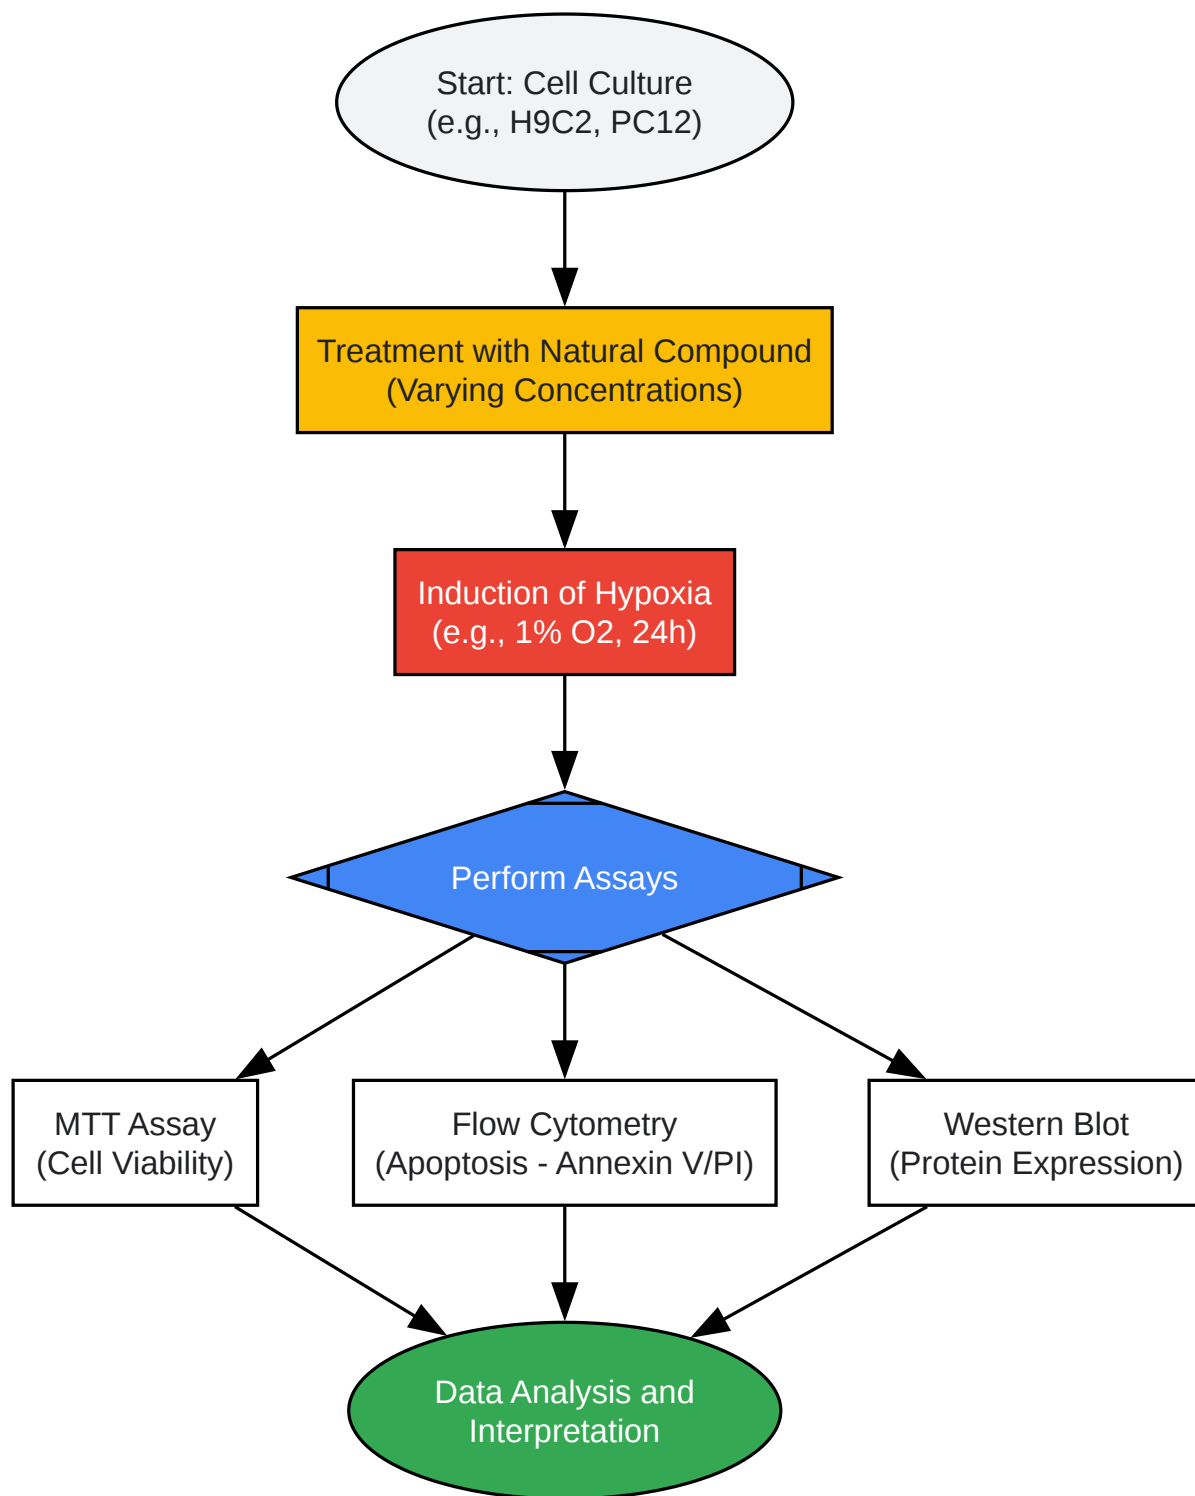 Start: Cell Culture
(e.g., H9C2, PC12)
Treatment with Natural Compound
(Varying Concentrations)
Induction of Hypoxia
(e.g., 1% O2, 24h)
Perform Assays
MTT Assay
(Cell Viability)
Flow Cytometry
(Apoptosis - Annexin V/PI)
Western Blot
(Protein Expression)
Data Analysis and
Interpretation